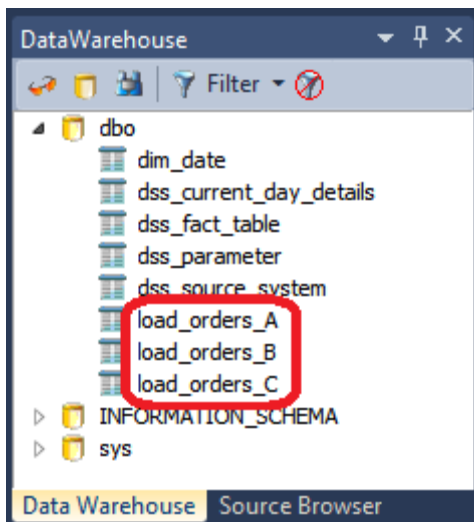 DataWarehouse
Filter
dbo
dim_date
dss_current_day_details
dss_fact_table
dss_parameter
dss_source_system
load_orders_A
load_orders_B
load_orders_C
INFORMATION_SCHEMA
sys
Data Warehouse Source Browser